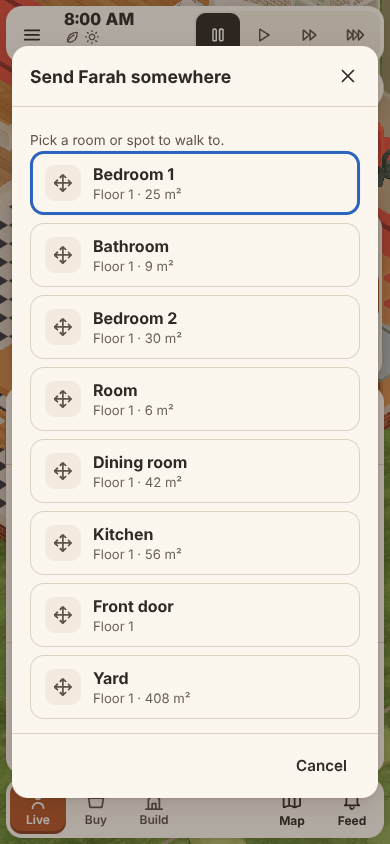 8:00 AM
Send Farah somewhere
Pick a room or spot to walk to.
Bedroom 1
Floor 1 · 25 m²
Bathroom
Floor 1 · 9 m²
Bedroom 2
Floor 1 · 30 m²
Room
Floor 1 · 6 m²
Dining room
Floor 1 · 42 m²
Kitchen
Floor 1 · 56 m²
Front door
Floor 1
Yard
Floor 1 · 408 m²
Cancel
Live
Buy
Build
Map
Feed